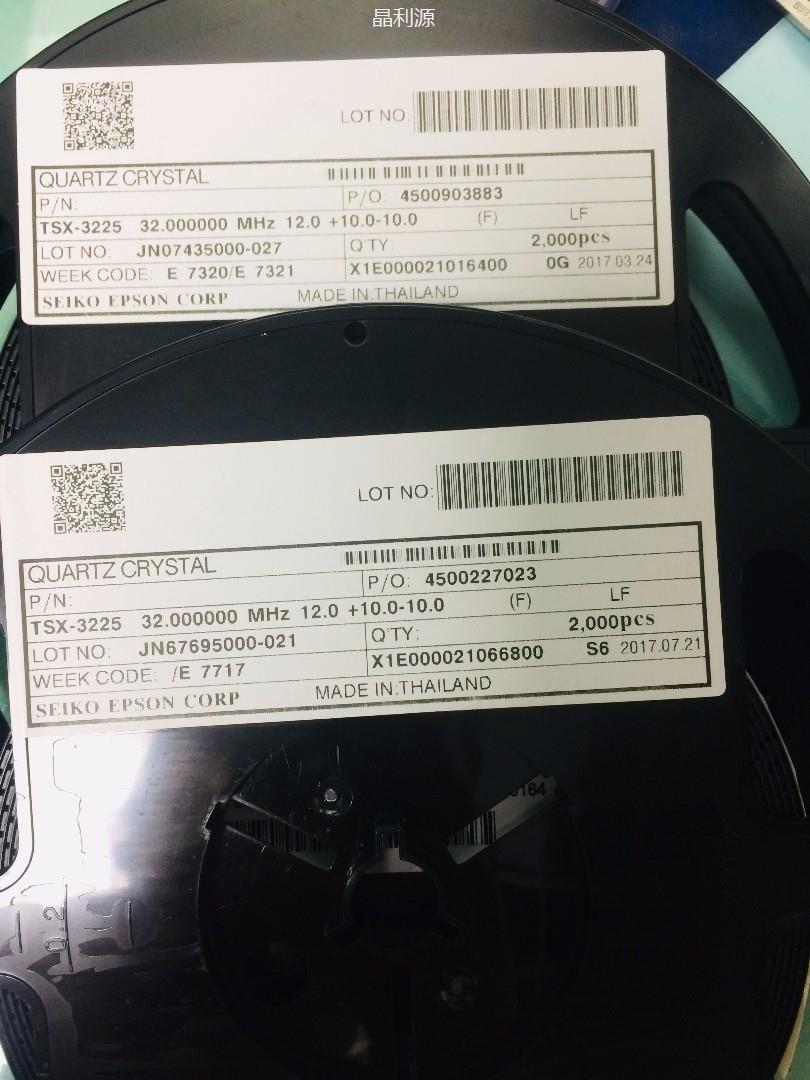 晶利源
LOT NO:
QUARTZ CRYSTAL
P/N: P/O: 4500903883
TSX-3225 32.000000 MHz 12.0 +10.0-10.0 (F) LF
LOT NO: JN07435000-027 Q'TY: 2,000pcs
WEEK CODE: E 7320/E 7321 X1E000021016400 0G 2017.03.24
SEIKO EPSON CORP MADE IN:THAILAND
LOT NO:
QUARTZ CRYSTAL
P/N: P/O: 4500227023
TSX-3225 32.000000 MHz 12.0 +10.0-10.0 (F) LF
LOT NO: JN67695000-021 Q'TY: 2,000pcs
WEEK CODE: /E 7717 X1E000021066800 S6 2017.07.21
SEIKO EPSON CORP MADE IN:THAILAND
0.2